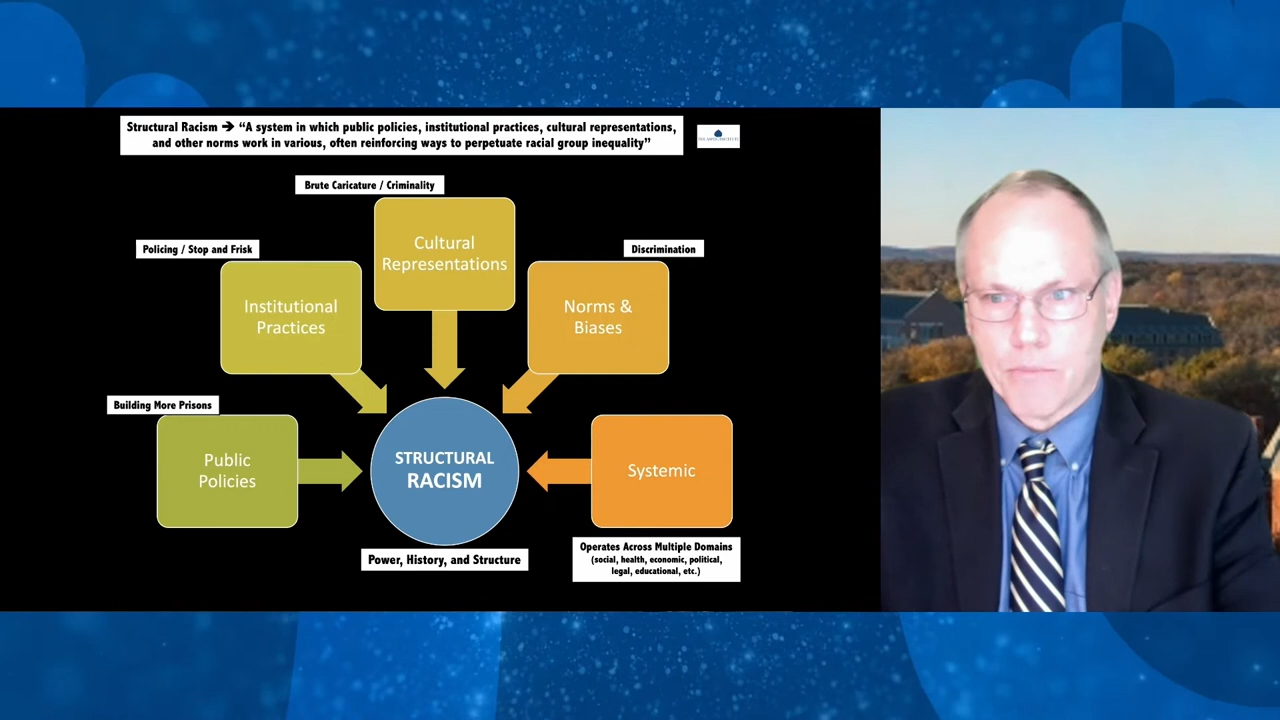 Structural Racism ➔ “A system in which public policies, institutional practices, cultural representations,
and other norms work in various, often reinforcing ways to perpetuate racial group inequality”
Brute Caricature / Criminality
Cultural
Representations
Policing / Stop and Frisk
Institutional
Practices
Discrimination
Norms &
Biases
Building More Prisons
Public
Policies
STRUCTURAL
RACISM
Systemic
Power, History, and Structure
Operates Across Multiple Domains
(social, health, economic, political,
legal, educational, etc.)